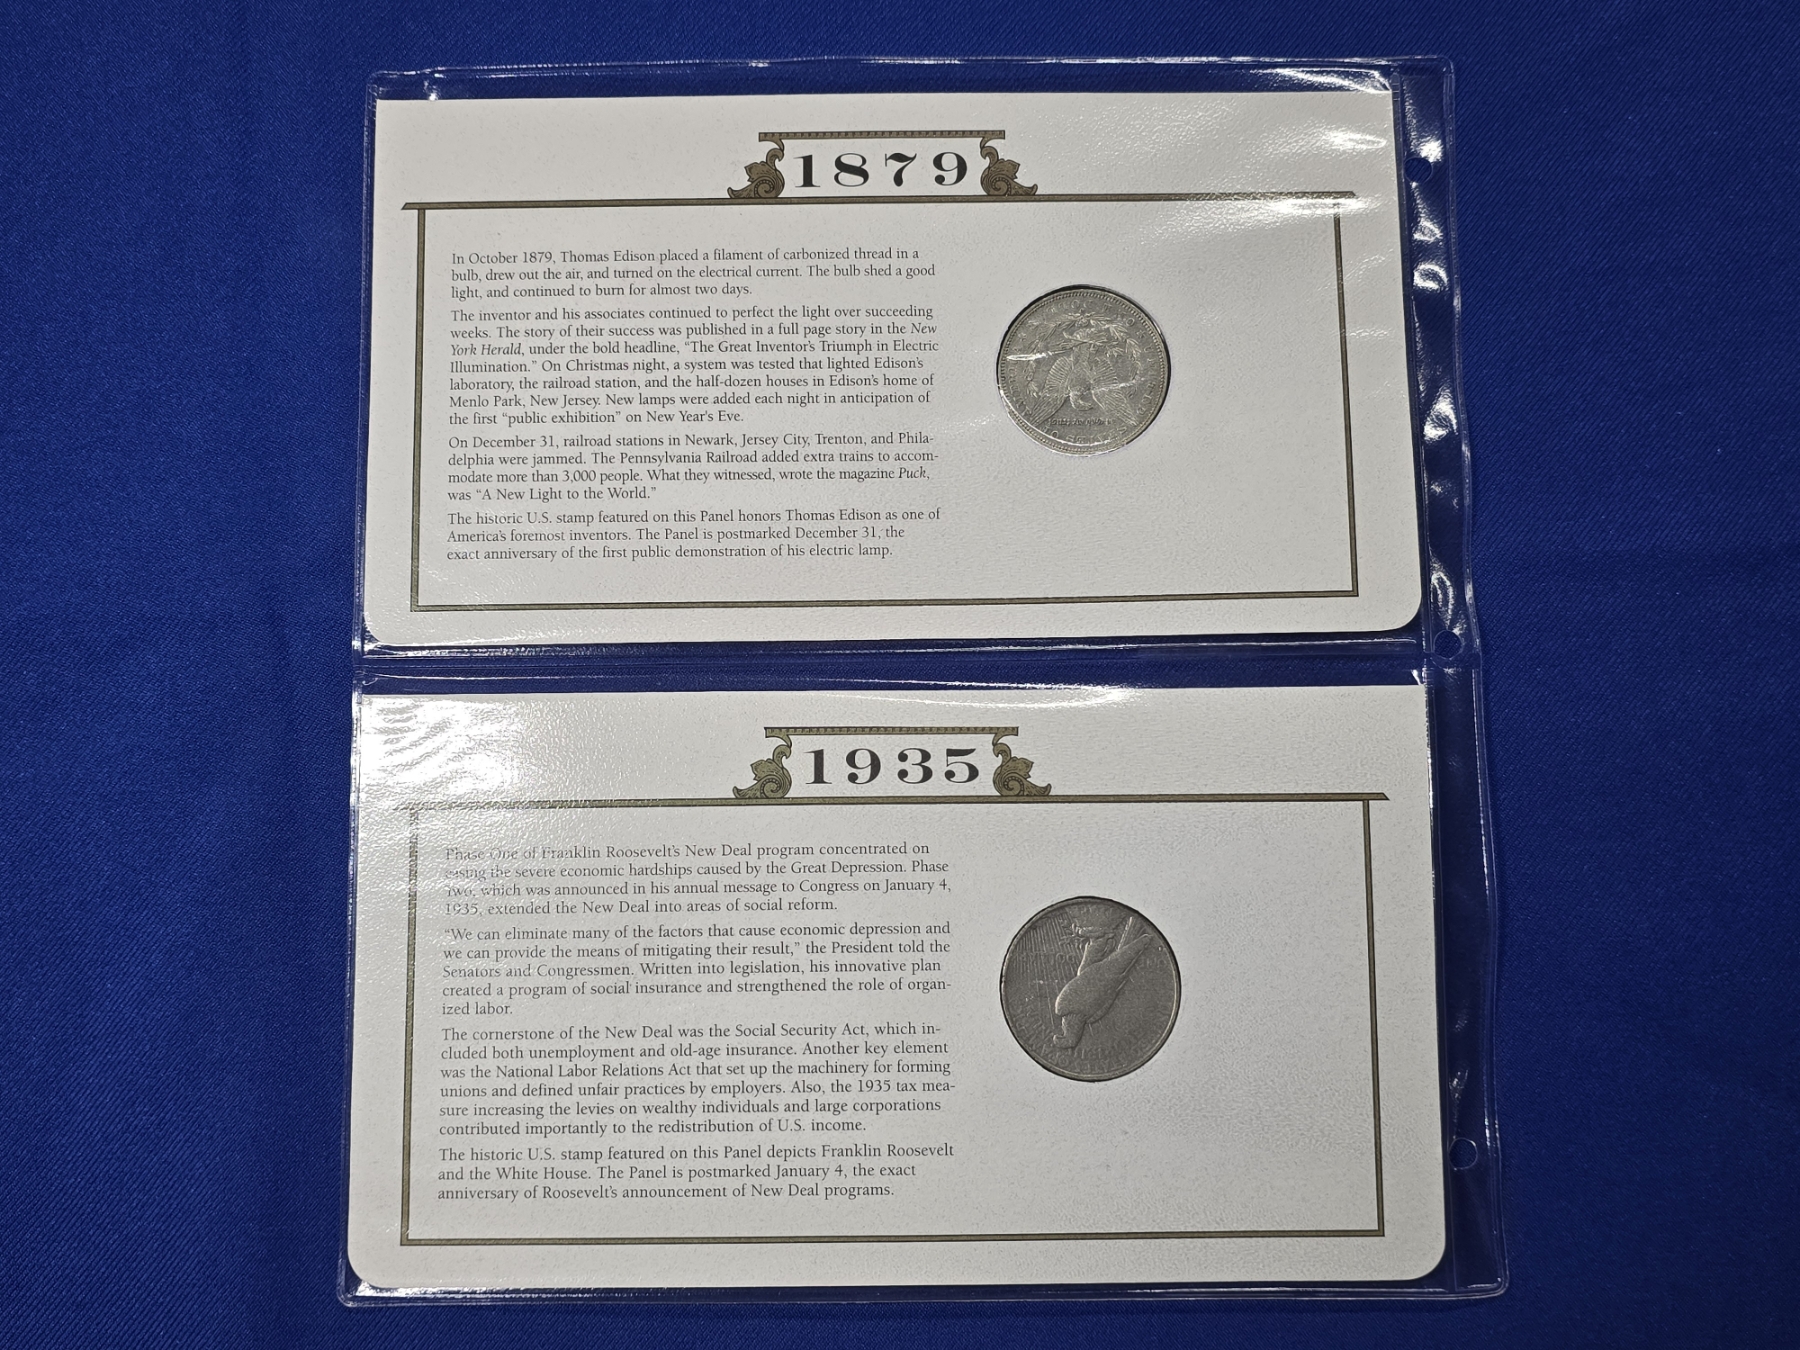 1879
In October 1879, Thomas Edison placed a filament of carbonized thread in a
bulb, drew out the air, and turned on the electrical current. The bulb shed a good
light, and continued to burn for almost two days.
The inventor and his associates continued to perfect the light over succeeding
weeks. The story of their success was published in a full page story in the New
York Herald, under the bold headline, “The Great Inventor's Triumph in Electric
Illumination.” On Christmas night, a system was tested that lighted Edison's
laboratory, the railroad station, and the half-dozen houses in Edison's home of
Menlo Park, New Jersey. New lamps were added each night in anticipation of
the first “public exhibition” on New Year's Eve.
On December 31, railroad stations in Newark, Jersey City, Trenton, and Phila-
delphia were jammed. The Pennsylvania Railroad added extra trains to accom-
modate more than 3,000 people. What they witnessed, wrote the magazine Puck,
was “A New Light to the World.”
The historic U.S. stamp featured on this Panel honors Thomas Edison as one of
America's foremost inventors. The Panel is postmarked December 31, the
exact anniversary of the first public demonstration of his electric lamp.
1935
Phase One of Franklin Roosevelt's New Deal program concentrated on
easing the severe economic hardships caused by the Great Depression. Phase
Two, which was announced in his annual message to Congress on January 4,
1935, extended the New Deal into areas of social reform.
“We can eliminate many of the factors that cause economic depression and
we can provide the means of mitigating their result,” the President told the
Senators and Congressmen. Written into legislation, his innovative plan
created a program of social insurance and strengthened the role of organ-
ized labor.
The cornerstone of the New Deal was the Social Security Act, which in-
cluded both unemployment and old-age insurance. Another key element
was the National Labor Relations Act that set up the machinery for forming
unions and defined unfair practices by employers. Also, the 1935 tax mea-
sure increasing the levies on wealthy individuals and large corporations
contributed importantly to the redistribution of U.S. income.
The historic U.S. stamp featured on this Panel depicts Franklin Roosevelt
and the White House. The Panel is postmarked January 4, the exact
anniversary of Roosevelt's announcement of New Deal programs.